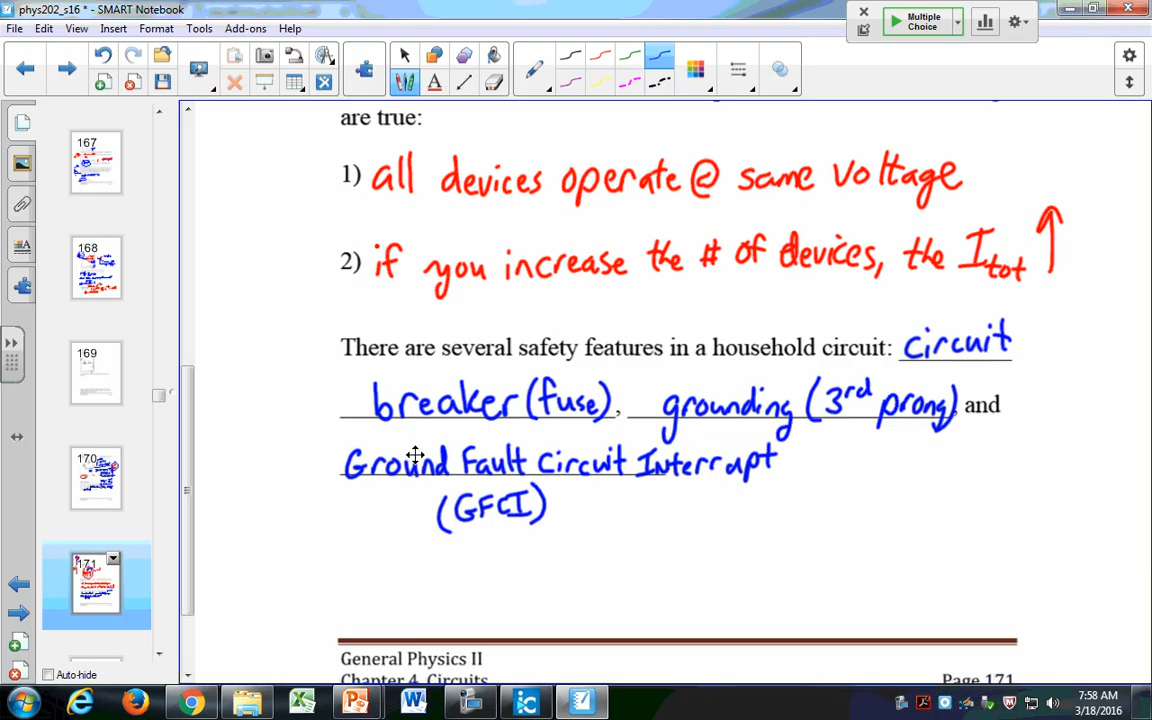 phys202_s16 * - SMART Notebook
Multiple
Choice
File Edit View Insert Format Tools Add-ons Help
167
168
169
170
171
are true:
1) all devices operate @ same voltage
2) if you increase the # of devices, the Itot ↑
There are several safety features in a household circuit: circuit
breaker (fuse), grounding (3rd prong) and
Ground Fault Circuit Interrupt
(GFCI)
General Physics II
Chapter 4 Circuits
Page 171
Auto-hide
7:58 AM
3/18/2016